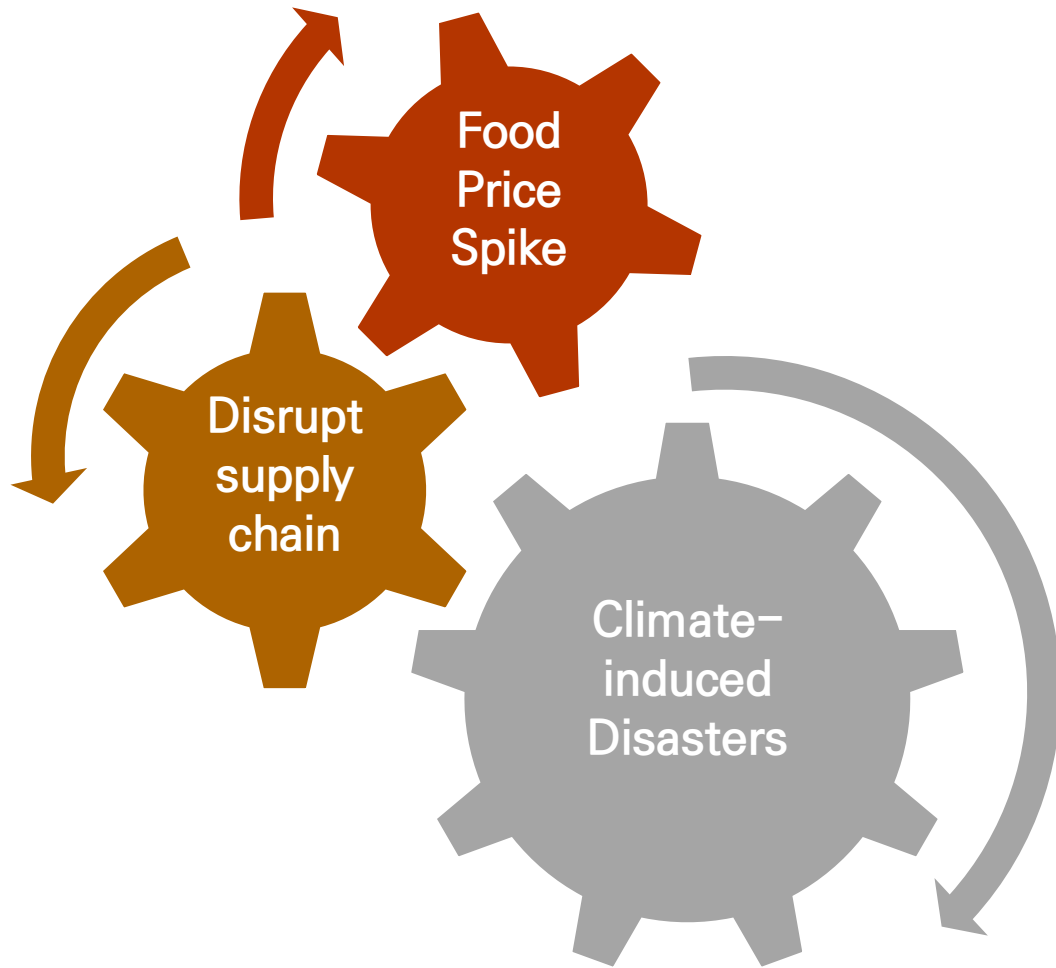 Food
Price
Spike
Disrupt
supply
chain
Climate-
induced
Disasters